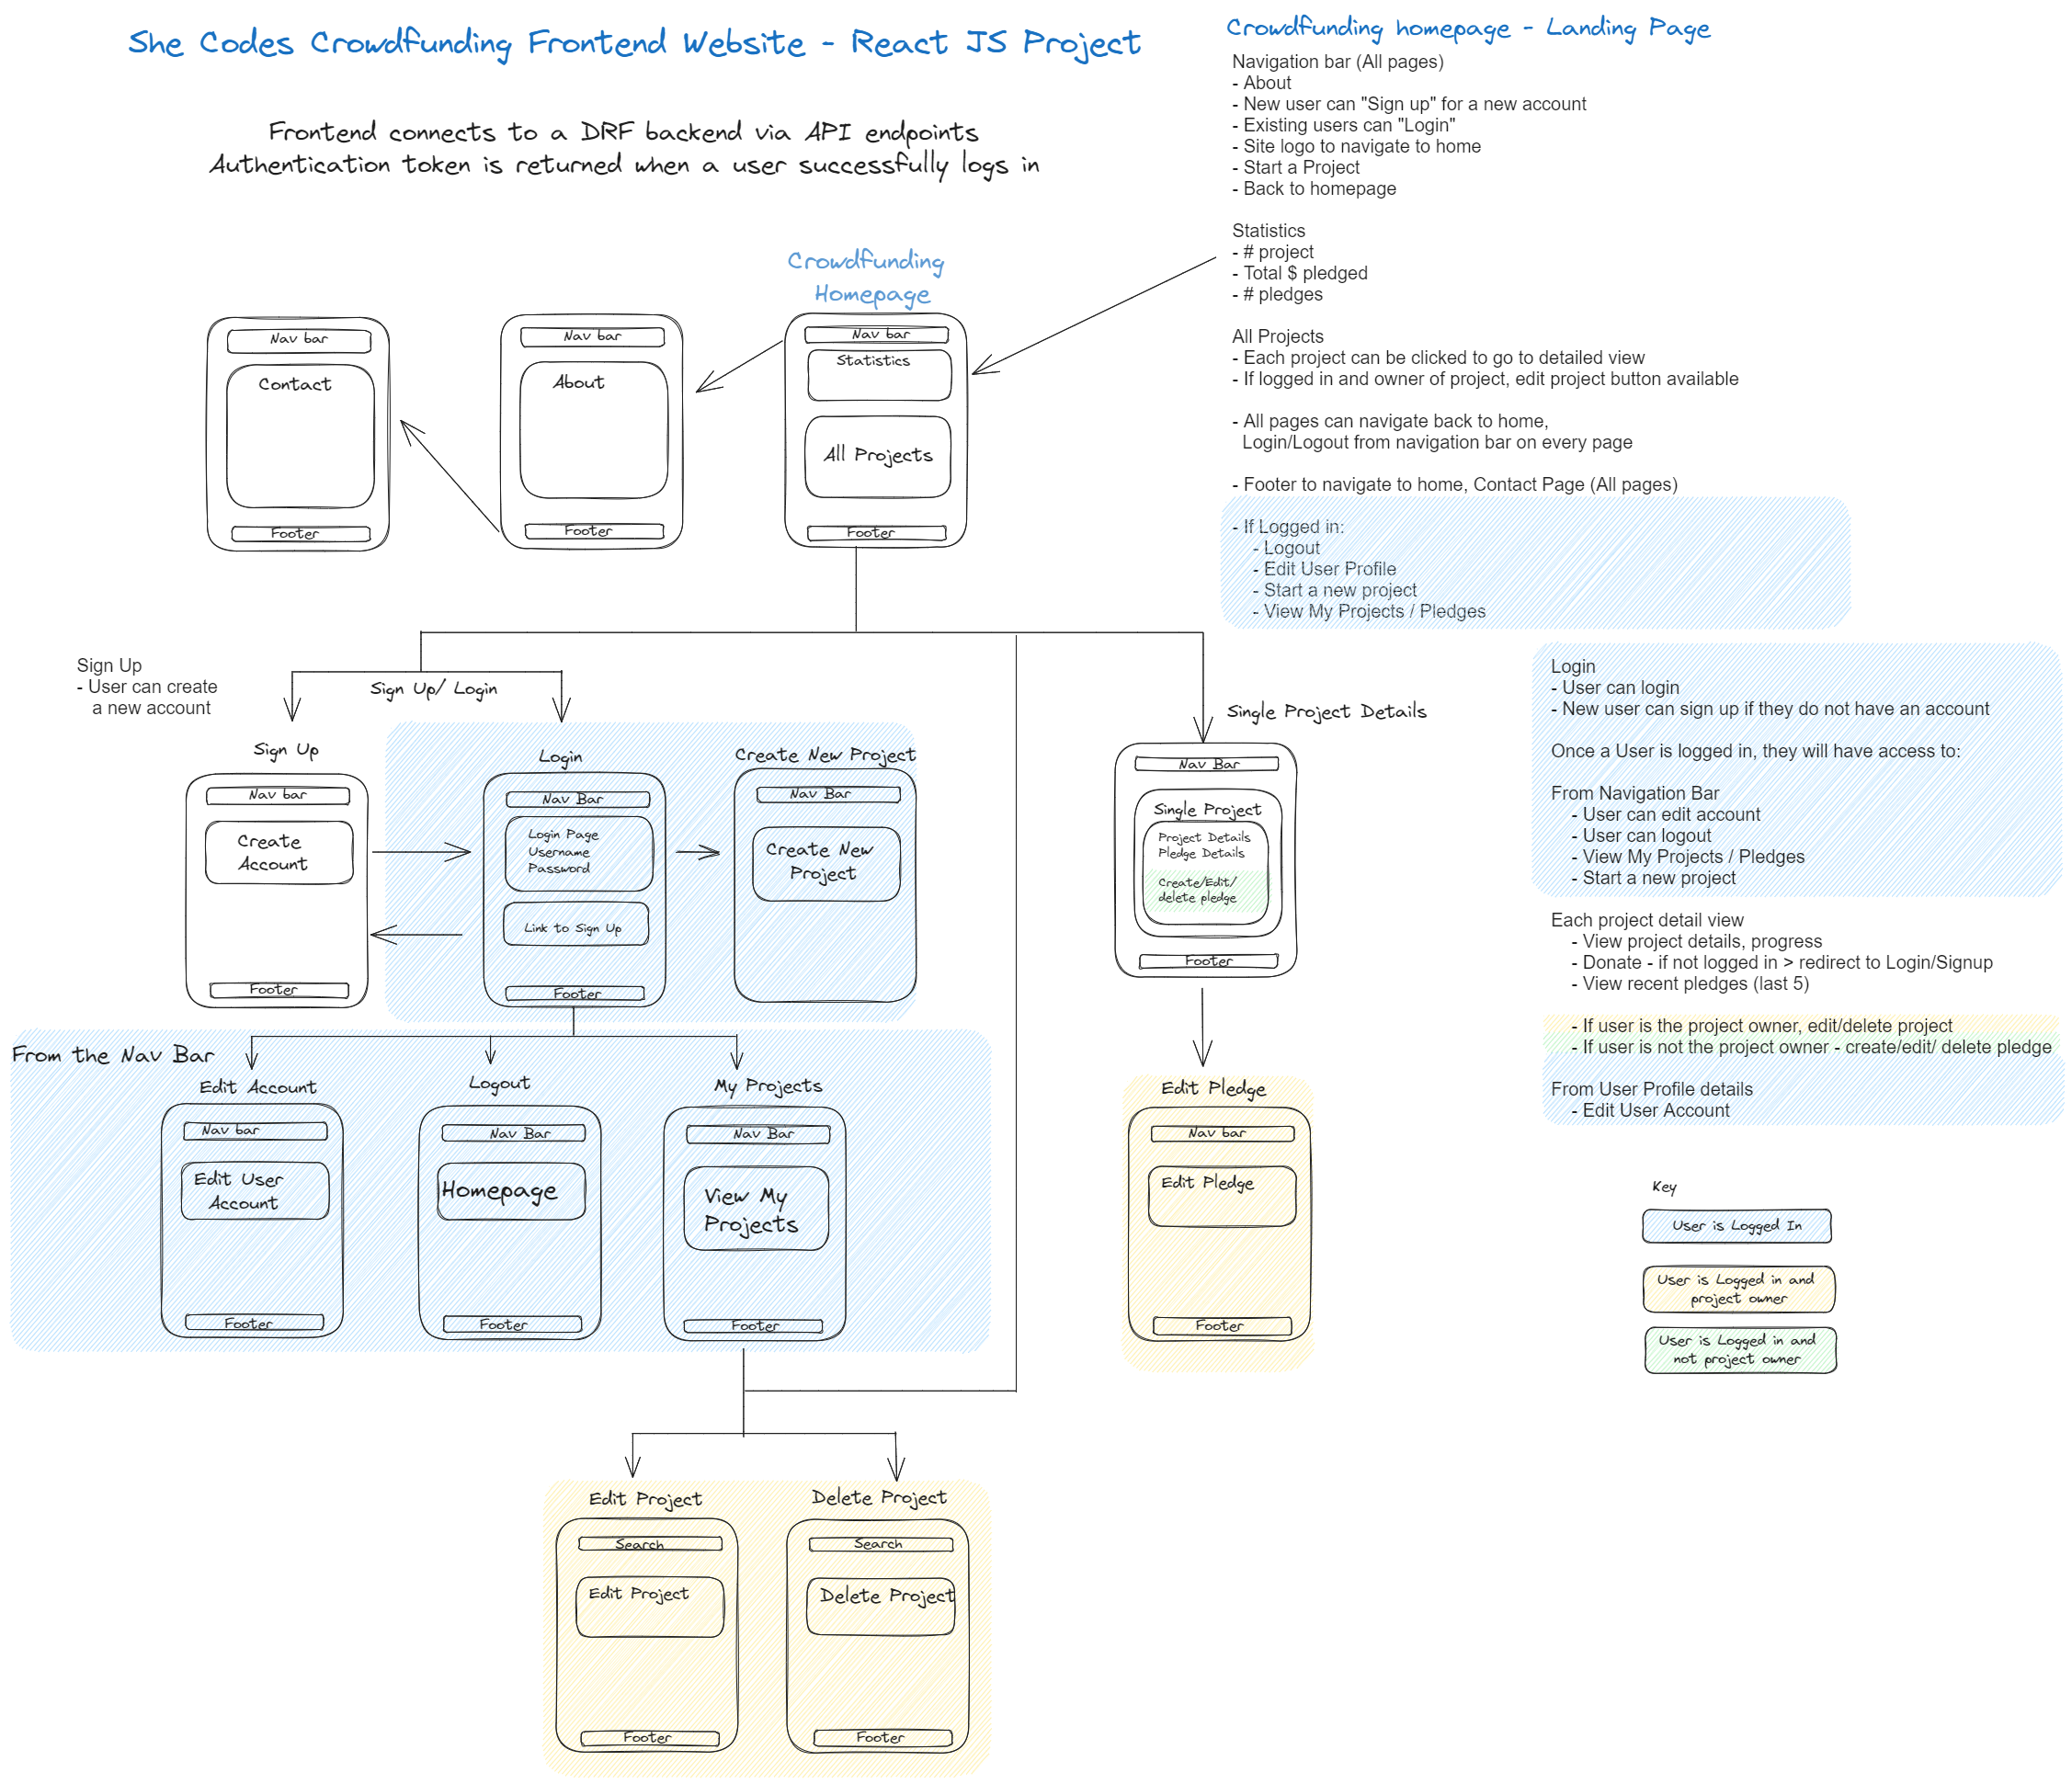 She Codes Crowdfunding Frontend Website - React JS Project
Frontend connects to a DRF backend via API endpoints
Authentication token is returned when a user successfully logs in
Crowdfunding homepage - Landing Page
Navigation bar (All pages)
- About
- New user can "Sign up" for a new account
- Existing users can "Login"
- Site logo to navigate to home
- Start a Project
- Back to homepage
Statistics
- # project
- Total $ pledged
- # pledges
All Projects
- Each project can be clicked to go to detailed view
- If logged in and owner of project, edit project button available
- All pages can navigate back to home,
Login/Logout from navigation bar on every page
- Footer to navigate to home, Contact Page (All pages)
- If Logged in:
- Logout
- Edit User Profile
- Start a new project
- View My Projects / Pledges
Nav bar
Contact
Footer
Nav bar
About
Footer
Crowdfunding
Homepage
Nav bar
Statistics
All Projects
Footer
Sign Up
- User can create
a new account
Sign Up/ Login
Sign Up
Nav bar
Create
Account
Footer
Login
Nav Bar
Login Page
Username
Password
Link to Sign Up
Footer
Create New Project
Nav Bar
Create New
Project
Single Project Details
Nav Bar
Single Project
Project Details
Pledge Details
Create/Edit/
delete pledge
Footer
Login
- User can login
- New user can sign up if they do not have an account
Once a User is logged in, they will have access to:
From Navigation Bar
- User can edit account
- User can logout
- View My Projects / Pledges
- Start a new project
Each project detail view
- View project details, progress
- Donate - if not logged in > redirect to Login/Signup
- View recent pledges (last 5)
- If user is the project owner, edit/delete project
- If user is not the project owner - create/edit/ delete pledge
From User Profile details
- Edit User Account
From the Nav Bar
Edit Account
Nav bar
Edit User
Account
Footer
Logout
Nav Bar
Homepage
Footer
My Projects
Nav Bar
View My
Projects
Footer
Edit Pledge
Nav bar
Edit Pledge
Footer
Key
User is Logged In
User is Logged in and
project owner
User is Logged in and
not project owner
Edit Project
Search
Edit Project
Footer
Delete Project
Search
Delete Project
Footer